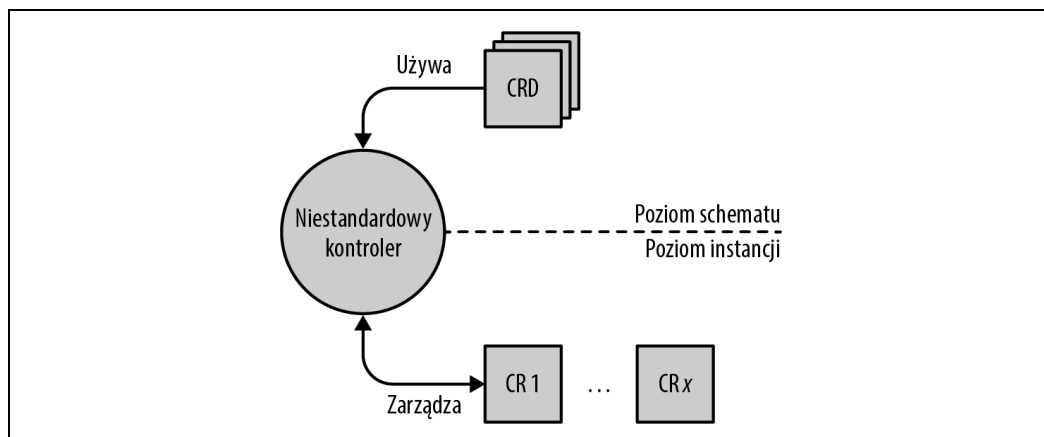 Używa
CRD
Niestandardowy
kontroler
Poziom schematu
Poziom instancji
CR 1
...
CR x
Zarządza